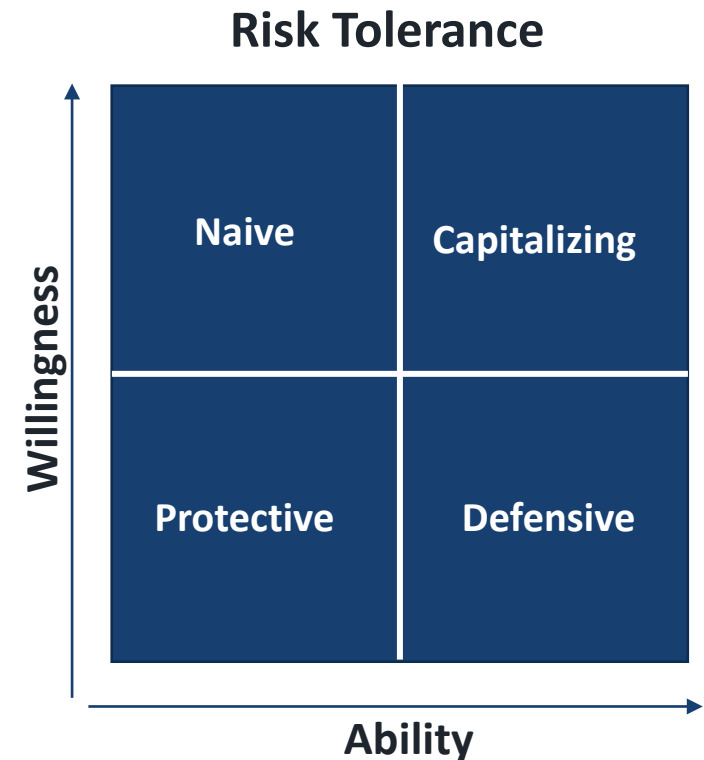 Risk Tolerance
Willingness
Naive
Capitalizing
Protective
Defensive
Ability